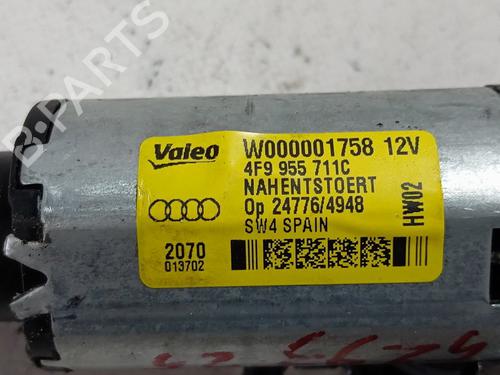 Valeo W000001758 12V
4F9 955 711C
NAHENTSTOERT
Op 24776/4948
SW4 SPAIN
HW02
2070
013702
B-PARTS